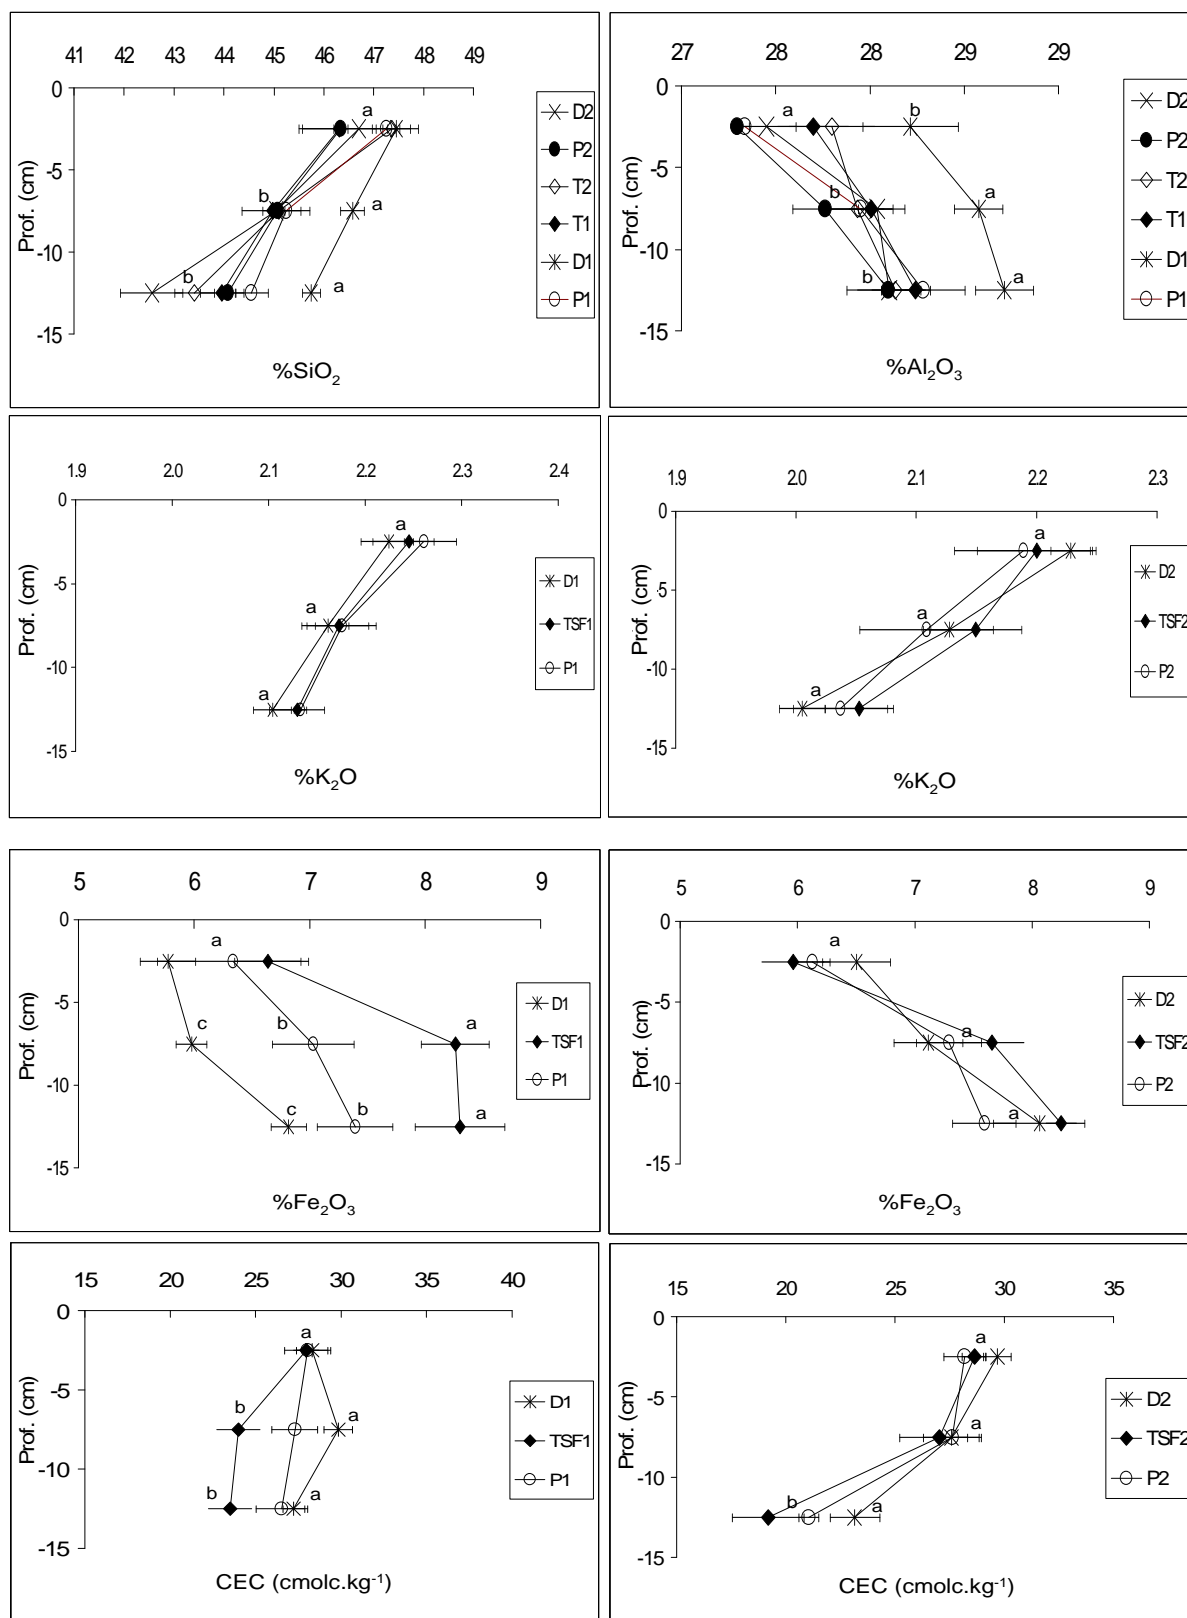 41 42 43 44 45 46 47 48 49
0
-5
-10
-15
Prof. (cm)
a
b
a
b
a
%SiO2
D2
P2
T2
T1
D1
P1
27 28 28 29 29
0
-5
-10
-15
Prof. (cm)
a
b
b
a
b
a
%Al2O3
D2
P2
T2
T1
D1
P1
1.9 2.0 2.1 2.2 2.3 2.4
0
-5
-10
-15
Prof. (cm)
a
a
a
%K2O
D1
TSF1
P1
1.9 2.0 2.1 2.2 2.3
0
-5
-10
-15
Prof. (cm)
a
a
a
%K2O
D2
TSF2
P2
5 6 7 8 9
0
-5
-10
-15
Prof. (cm)
a
c b a
c b a
%Fe2O3
D1
TSF1
P1
5 6 7 8 9
0
-5
-10
-15
Prof. (cm)
a
a
a
%Fe2O3
D2
TSF2
P2
15 20 25 30 35 40
0
-5
-10
-15
Prof. (cm)
a
b a
b a
CEC (cmolc.kg-1)
D1
TSF1
P1
15 20 25 30 35
0
-5
-10
-15
Prof. (cm)
a
a
b a
CEC (cmolc.kg-1)
D2
TSF2
P2